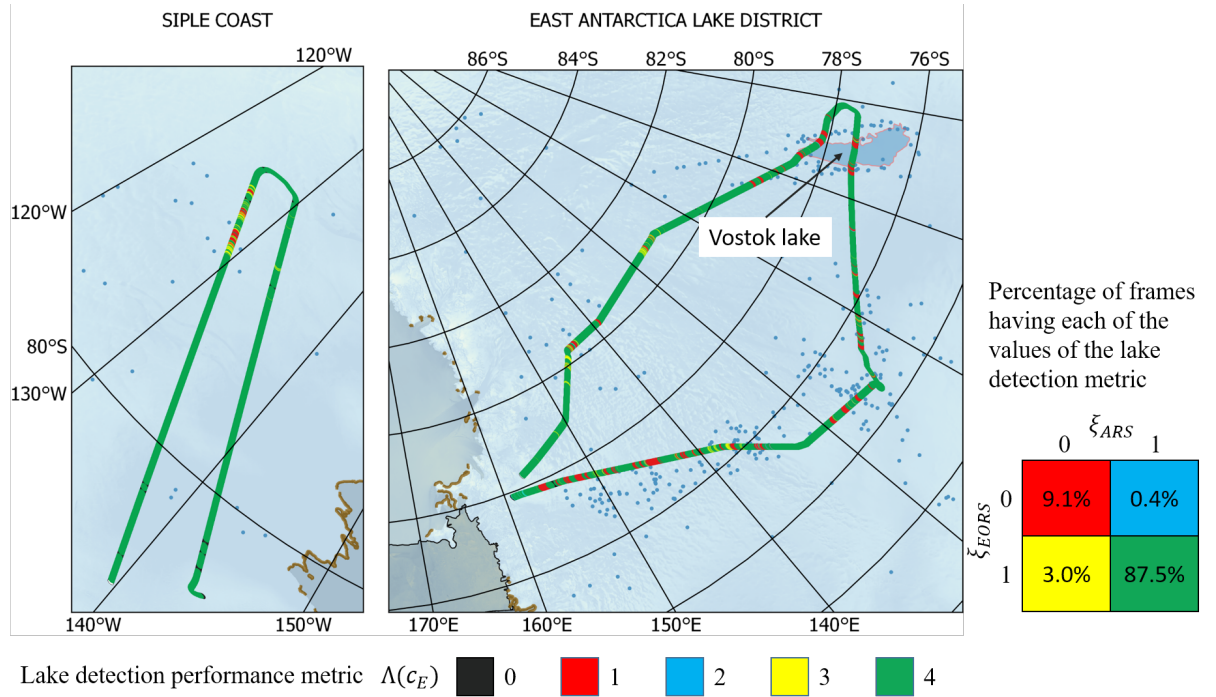 SIPLE COAST
EAST ANTARCTICA LAKE DISTRICT
120°W
86°S 84°S 82°S 80°S 78°S 76°S
120°W
80°S
130°W
140°W 150°W
Vostok lake
170°E 160°E 150°E 140°E
Percentage of frames
having each of the
values of the lake
detection metric
ξ_ARS
0 1
ξ_EORS
0 9.1% 0.4%
1 3.0% 87.5%
Lake detection performance metric Λ(c_E) 0 1 2 3 4